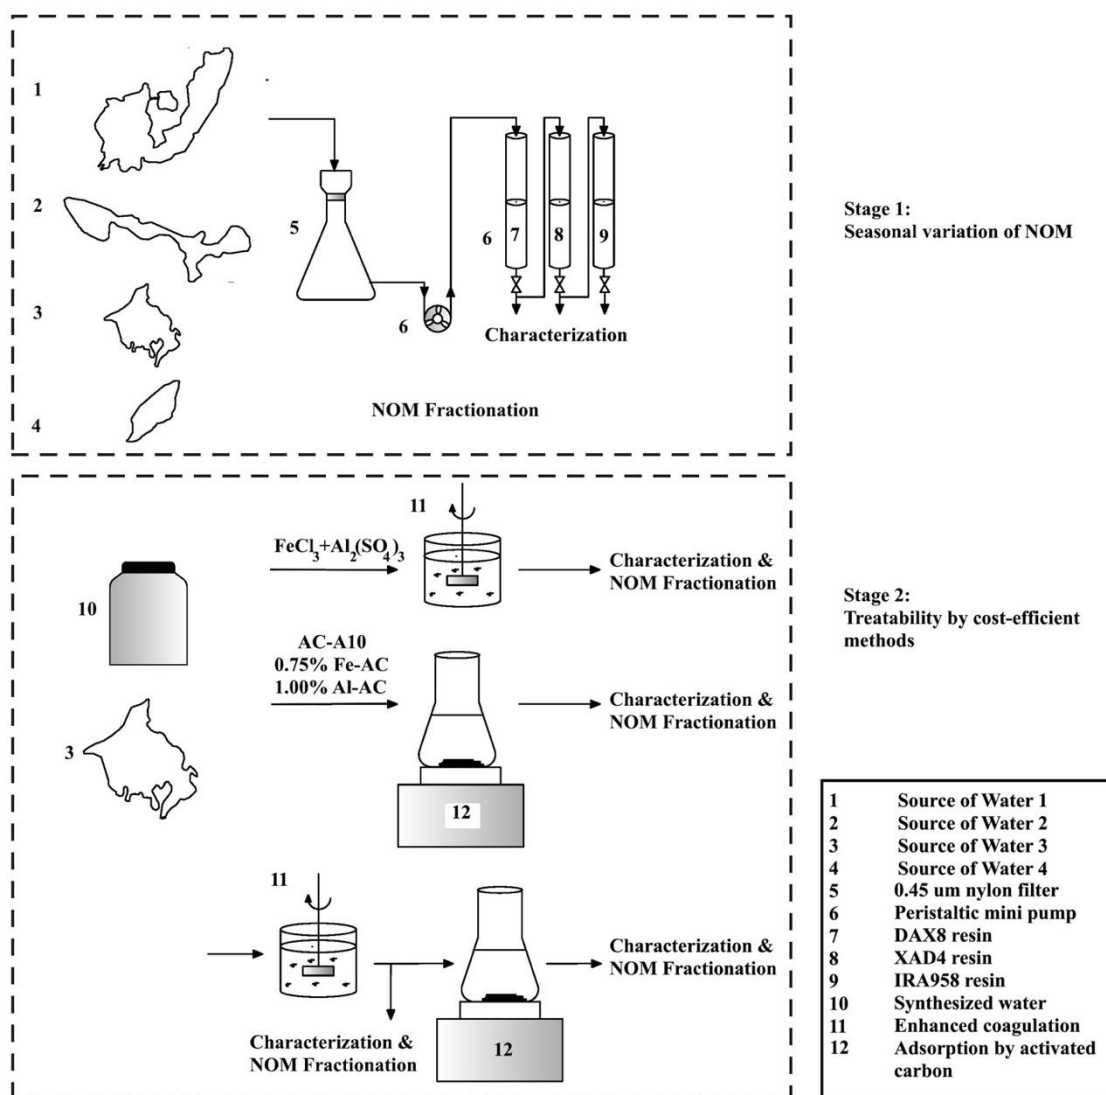 1
2
3
4
5
6
6
7
8
9
Characterization
NOM Fractionation
Stage 1:
Seasonal variation of NOM
11
FeCl3+Al2(SO4)3
Characterization &
NOM Fractionation
10
AC-A10
0.75% Fe-AC
1.00% Al-AC
Characterization &
NOM Fractionation
3
12
Stage 2:
Treatability by cost-efficient
methods
11
Characterization &
NOM Fractionation
Characterization &
NOM Fractionation
12
1 Source of Water 1
2 Source of Water 2
3 Source of Water 3
4 Source of Water 4
5 0.45 um nylon filter
6 Peristaltic mini pump
7 DAX8 resin
8 XAD4 resin
9 IRA958 resin
10 Synthesized water
11 Enhanced coagulation
12 Adsorption by activated
carbon